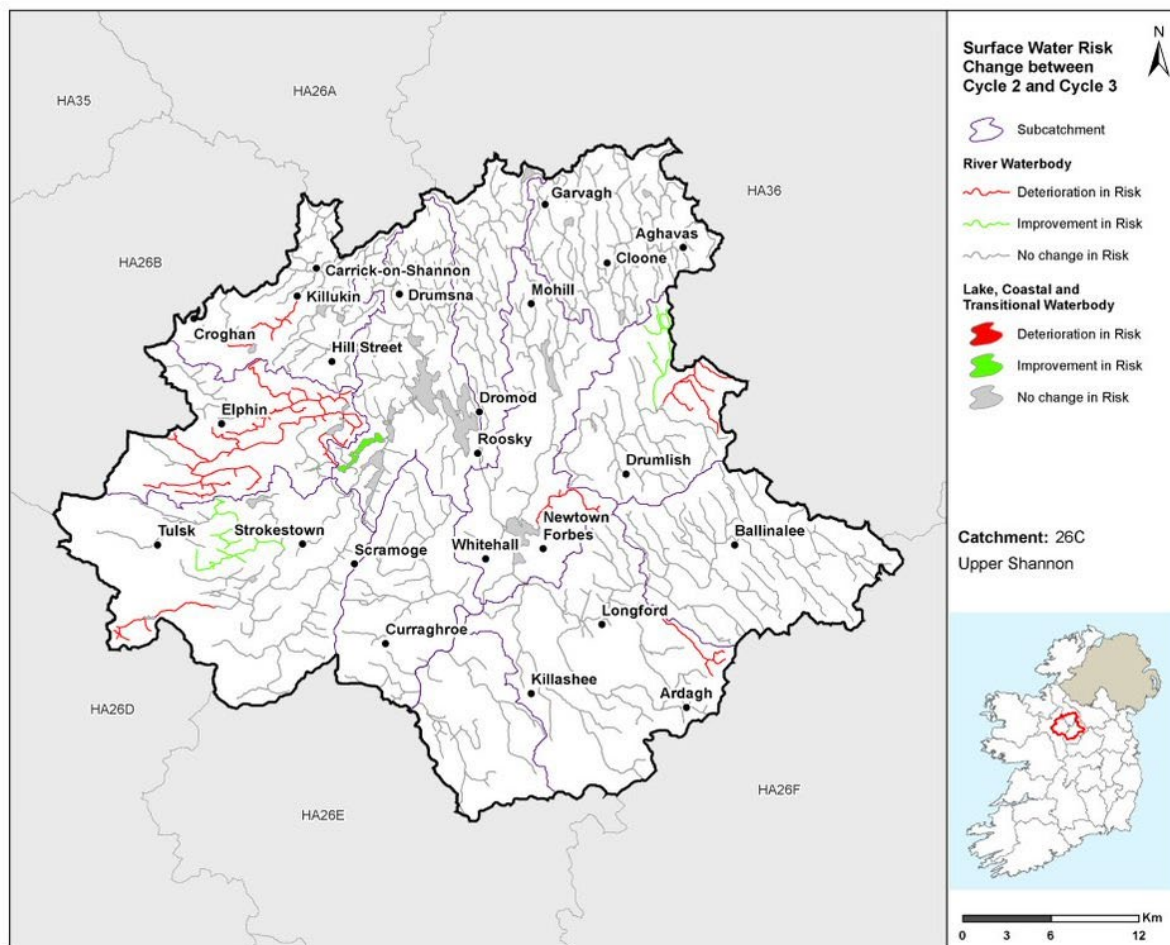 HA35
HA26A
HA36
HA26B
HA26D
HA26E
HA26F
Garvagh
Aghavas
Cloone
Carrick-on-Shannon
Killukin
Drumsna
Mohill
Croghan
Hill Street
Elphin
Dromod
Roosky
Drumlish
Tulsk
Strokestown
Scramoge
Whitehall
Newtown
Forbes
Ballinalee
Longford
Curraghroe
Killashee
Ardagh
N
Surface Water Risk
Change between
Cycle 2 and Cycle 3
Subcatchment
River Waterbody
Deterioration in Risk
Improvement in Risk
No change in Risk
Lake, Coastal and
Transitional Waterbody
Deterioration in Risk
Improvement in Risk
No change in Risk
Catchment: 26C
Upper Shannon
Km
0 3 6 12